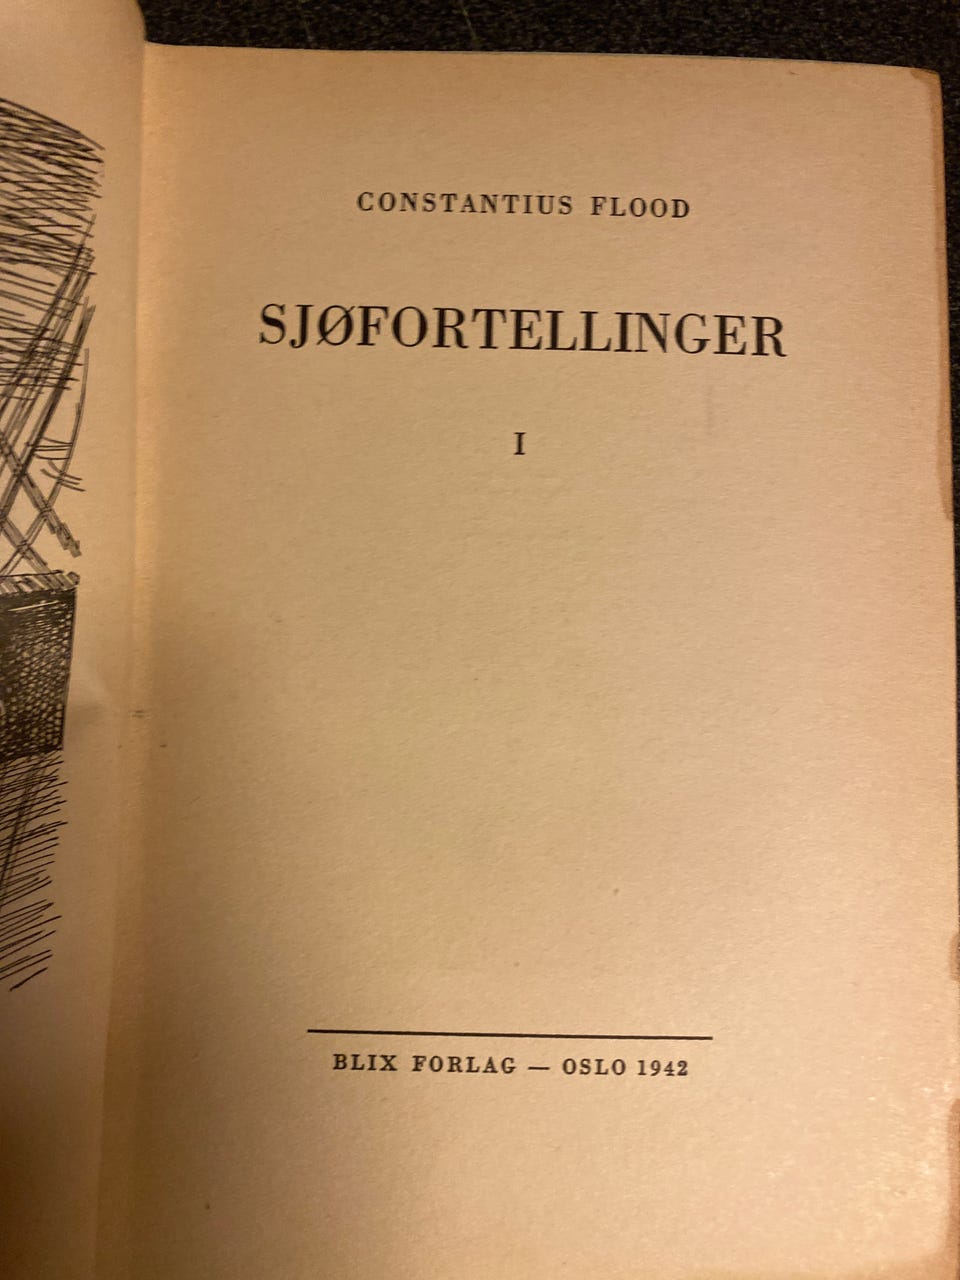 CONSTANTIUS FLOOD
SJØFORTELLINGER
I
BLIX FORLAG — OSLO 1942